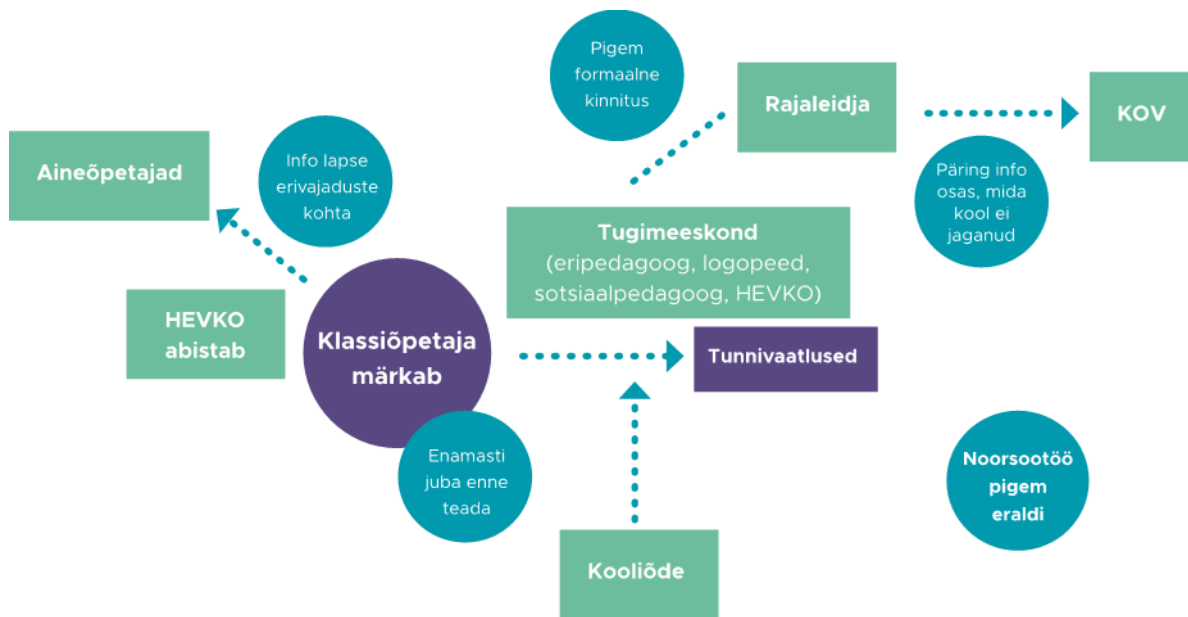 Pigem
formaalne
kinnitus
Rajaleidja
KOV
Aineõpetajad
Info lapse
erivajaduste
kohta
Päring info
osas, mida
kool ei
jaganud
Tugimeeskond
(eripedagoog, logopeed,
sotsiaalpedagoog, HEVKO)
HEVKO
abistab
Klassiõpetaja
märkab
Tunnivaatlused
Enamasti
juba enne
teada
Noorsootöö
pigem
eraldi
Kooliõde